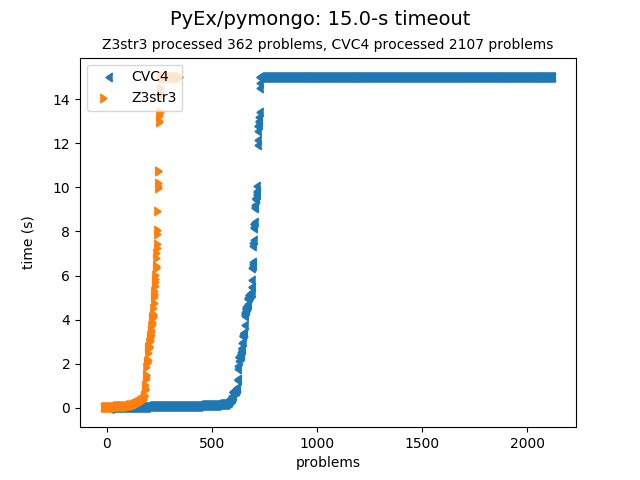 PyEx/pymongo: 15.0-s timeout
Z3str3 processed 362 problems, CVC4 processed 2107 problems
CVC4
Z3str3
time (s)
14
12
10
8
6
4
2
0
0 500 1000 1500 2000
problems